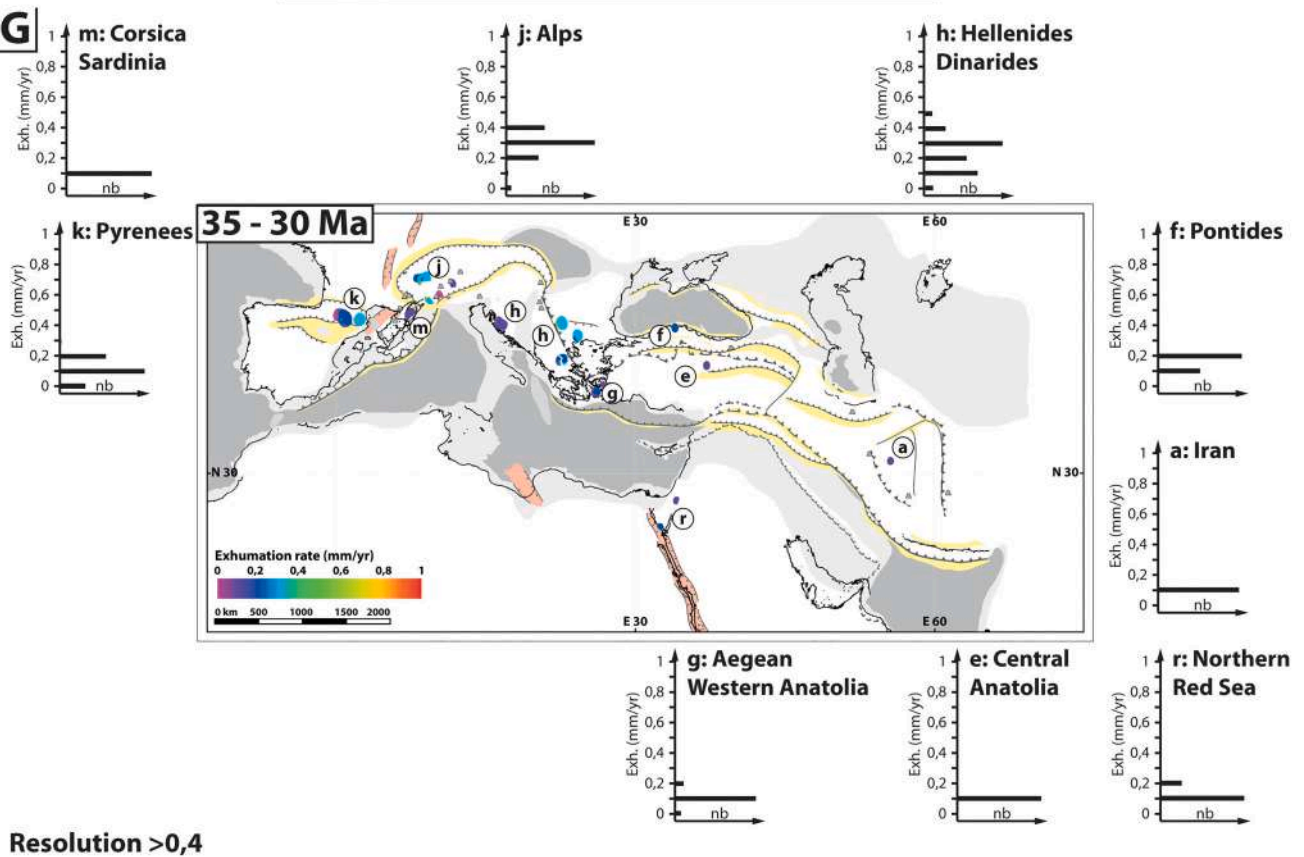 G
m: Corsica
Sardinia
Exh. (mm/yr)
1
0,8
0,6
0,4
0,2
0
nb
j: Alps
Exh. (mm/yr)
1
0,8
0,6
0,4
0,2
0
nb
h: Hellenides
Dinarides
Exh. (mm/yr)
1
0,8
0,6
0,4
0,2
0
nb
k: Pyrenees
Exh. (mm/yr)
1
0,8
0,6
0,4
0,2
0
nb
35 - 30 Ma
E 30
E 60
j
k
m
h
h
f
e
g
a
r
N 30
N 30
Exhumation rate (mm/yr)
0 0,2 0,4 0,6 0,8 1
0 km 500 1000 1500 2000
E 30
E 60
f: Pontides
Exh. (mm/yr)
1
0,8
0,6
0,4
0,2
0
nb
a: Iran
Exh. (mm/yr)
1
0,8
0,6
0,4
0,2
0
nb
g: Aegean
Western Anatolia
Exh. (mm/yr)
1
0,8
0,6
0,4
0,2
0
nb
e: Central
Anatolia
Exh. (mm/yr)
1
0,8
0,6
0,4
0,2
0
nb
r: Northern
Red Sea
Exh. (mm/yr)
1
0,8
0,6
0,4
0,2
0
nb
Resolution >0,4